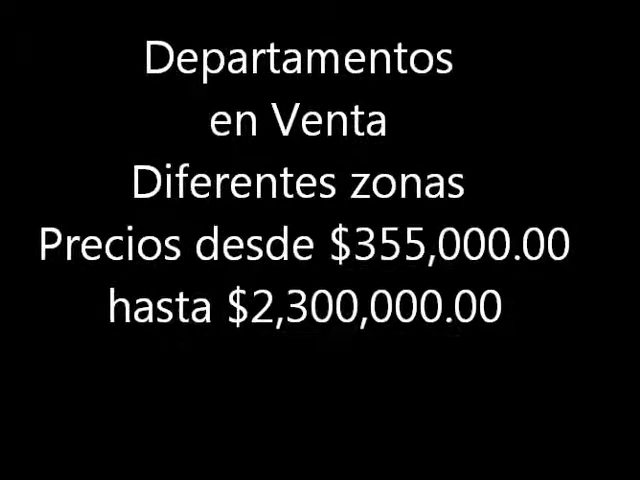 Departamentos
en Venta
Diferentes zonas
Precios desde $355,000.00
hasta $2,300,000.00